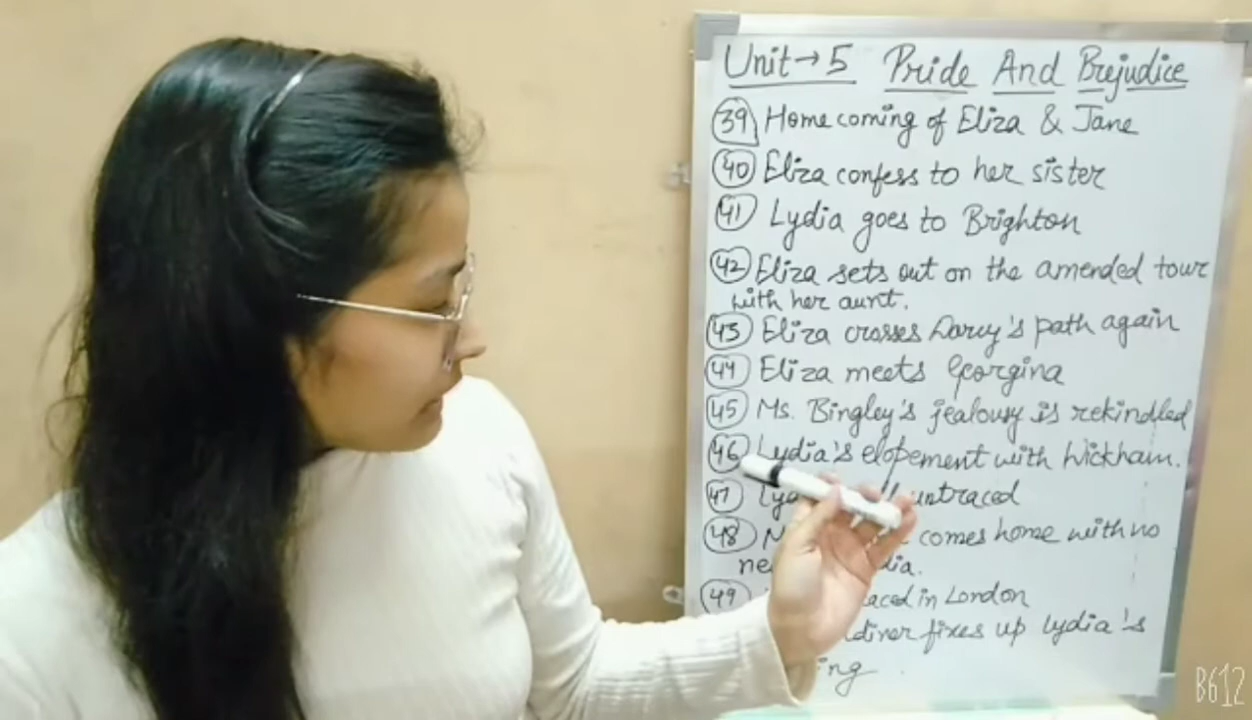 Unit→5 Pride And Prejudice
39 Homecoming of Eliza & Jane
40 Eliza confess to her sister
41 Lydia goes to Brighton
42 Eliza sets out on the amended tour
with her aunt.
43 Eliza crosses Darcy's path again
44 Eliza meets Georgina
45 Ms. Bingley's jealousy is rekindled
46 Lydia's elopement with Wickham.
47 untraced
48 comes home with no
49 in London
fixes up Lydia's
B612